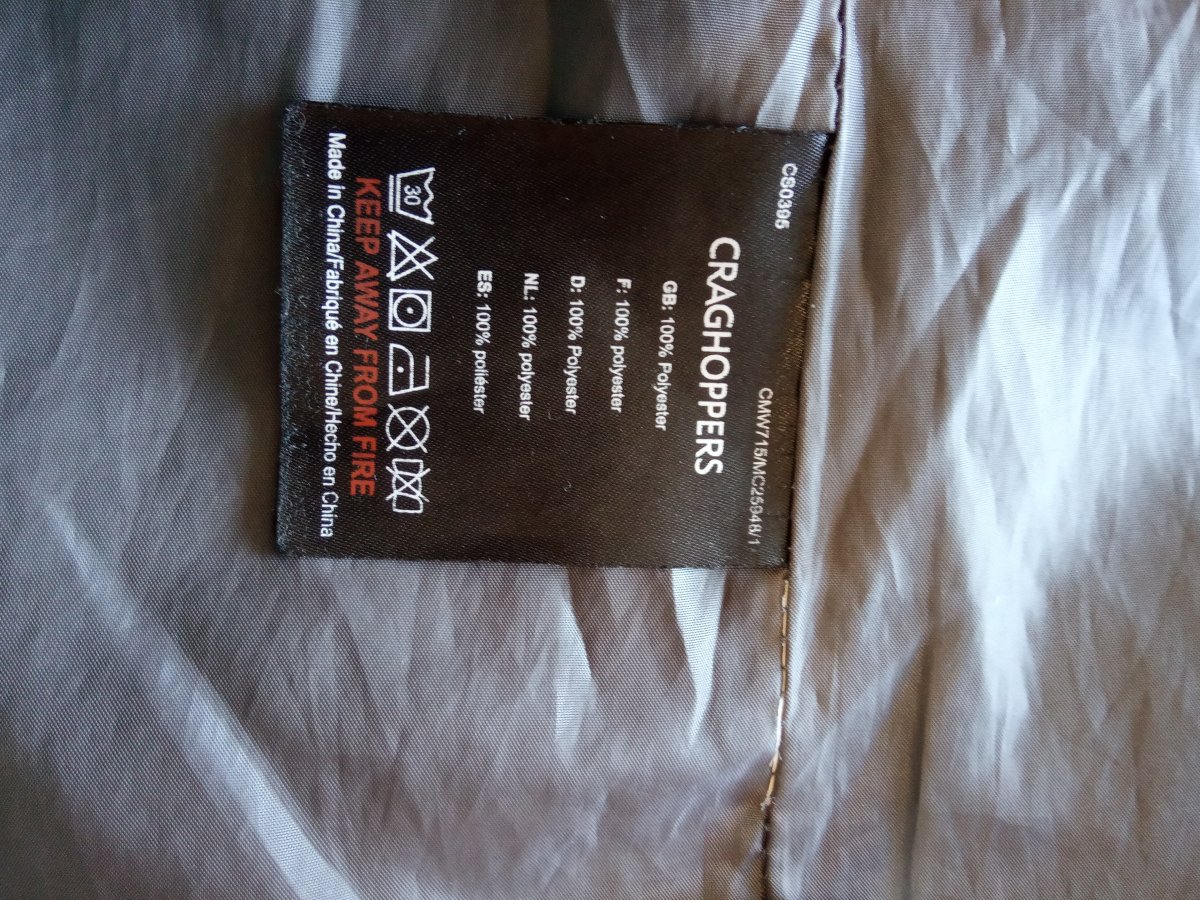 CS0395
CMW715/MC25948/1
CRAGHOPPERS
GB: 100% Polyester
F: 100% polyester
D: 100% Polyester
NL: 100% polyester
ES: 100% poliéster
30
KEEP AWAY FROM FIRE
Made in China/Fabriqué en Chine/Hecho en China